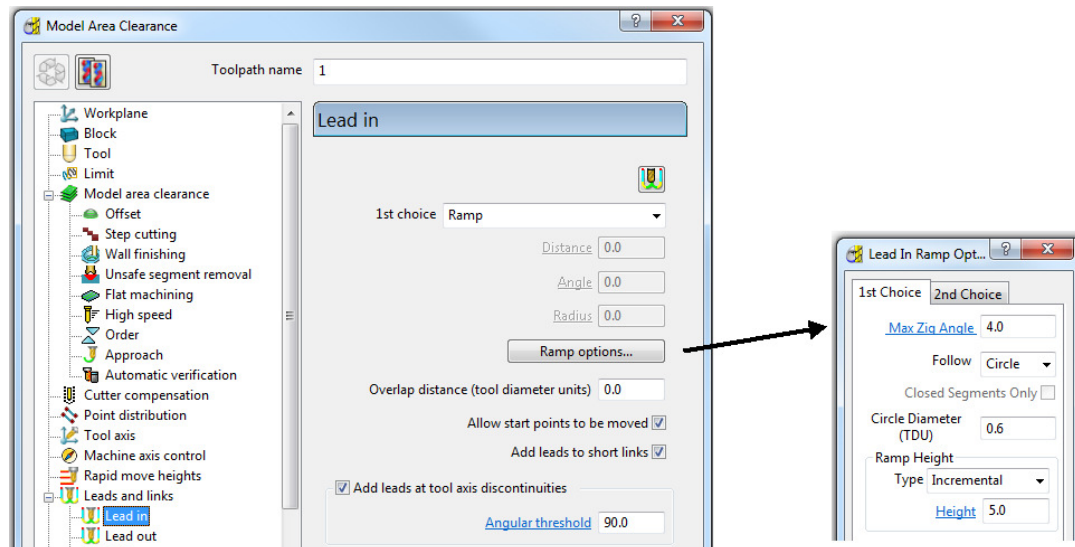 Model Area Clearance
Toolpath name 1
Workplane
Block
Tool
Limit
Model area clearance
Offset
Step cutting
Wall finishing
Unsafe segment removal
Flat machining
High speed
Order
Approach
Automatic verification
Cutter compensation
Point distribution
Tool axis
Machine axis control
Rapid move heights
Leads and links
Lead in
Lead out
Lead in
1st choice Ramp
Distance 0.0
Angle 0.0
Radius 0.0
Ramp options...
Overlap distance (tool diameter units) 0.0
Allow start points to be moved
Add leads to short links
Add leads at tool axis discontinuities
Angular threshold 90.0
Lead In Ramp Opt...
1st Choice 2nd Choice
Max Zig Angle 4.0
Follow Circle
Closed Segments Only
Circle Diameter
(TDU) 0.6
Ramp Height
Type Incremental
Height 5.0